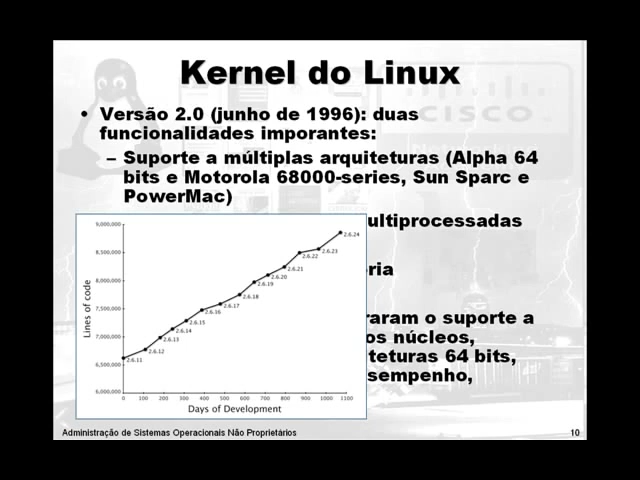 Kernel do Linux
• Versão 2.0 (junho de 1996): duas
funcionalidades imporantes:
– Suporte a múltiplas arquiteturas (Alpha 64
bits e Motorola 68000-series, Sun Sparc e
PowerMac)
ultiprocessadas
ria
raram o suporte a
os núcleos,
iteturas 64 bits,
sempenho,
CISCO
Lines of code
9,000,000
8,500,000
8,000,000
7,500,000
7,000,000
6,500,000
6,000,000
2.6.11
2.6.12
2.6.13
2.6.14
2.6.15
2.6.16
2.6.17
2.6.18
2.6.19
2.6.20
2.6.21
2.6.22
2.6.23
2.6.24
0 100 200 300 400 500 600 700 800 900 1000 1100
Days of Development
Administração de Sistemas Operacionais Não Proprietários
10